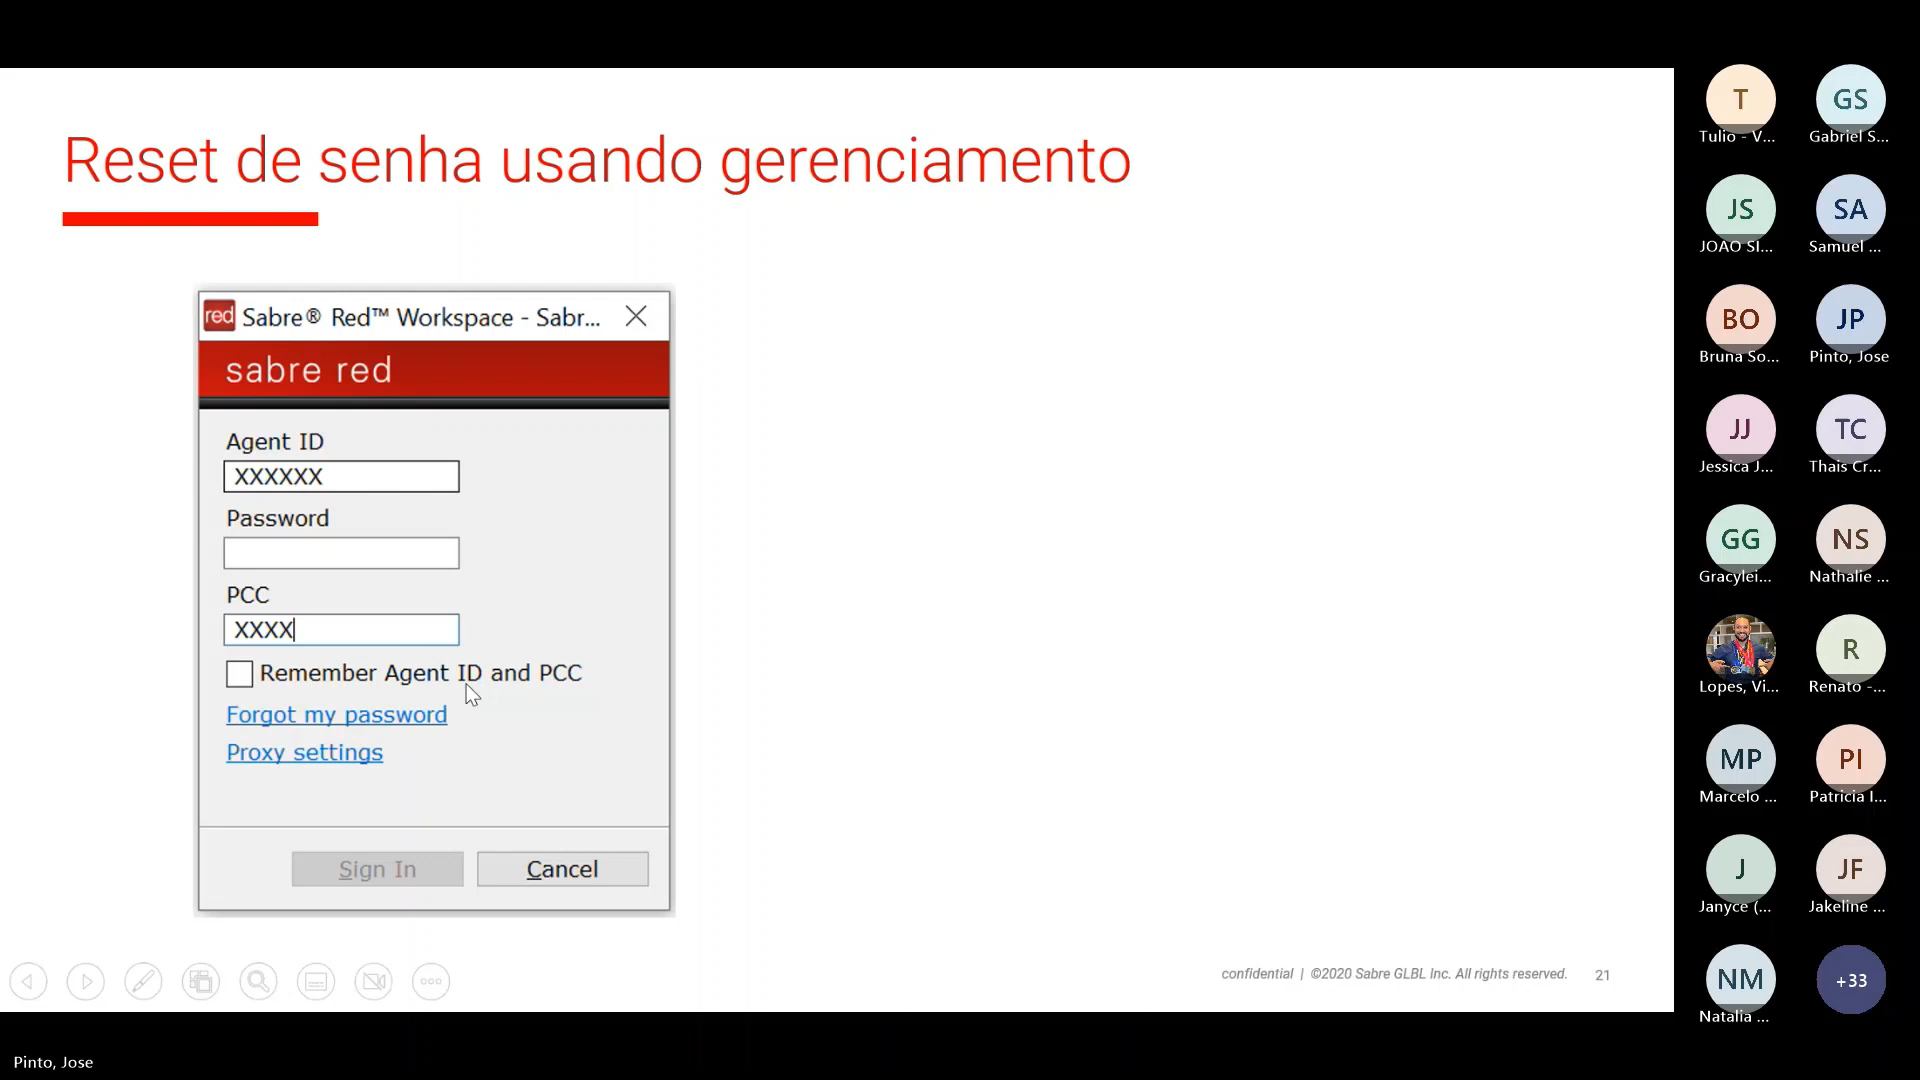 Reset de senha usando gerenciamento
red Sabre® Red™ Workspace - Sabr...
sabre red
Agent ID
XXXXXX
Password
PCC
XXXX
Remember Agent ID and PCC
Forgot my password
Proxy settings
Sign In Cancel
confidential | ©2020 Sabre GLBL Inc. All rights reserved. 21
Pinto, Jose
T GS
Tulio - V... Gabriel S...
JS SA
JOAO SI... Samuel ...
BO JP
Bruna So... Pinto, Jose
JJ TC
Jessica J... Thais Cr...
GG NS
Gracylei... Nathalie ...
R
Lopes, Vi... Renato -...
MP PI
Marcelo ... Patricia I...
J JF
Janyce (... Jakeline ...
NM +33
Natalia ...